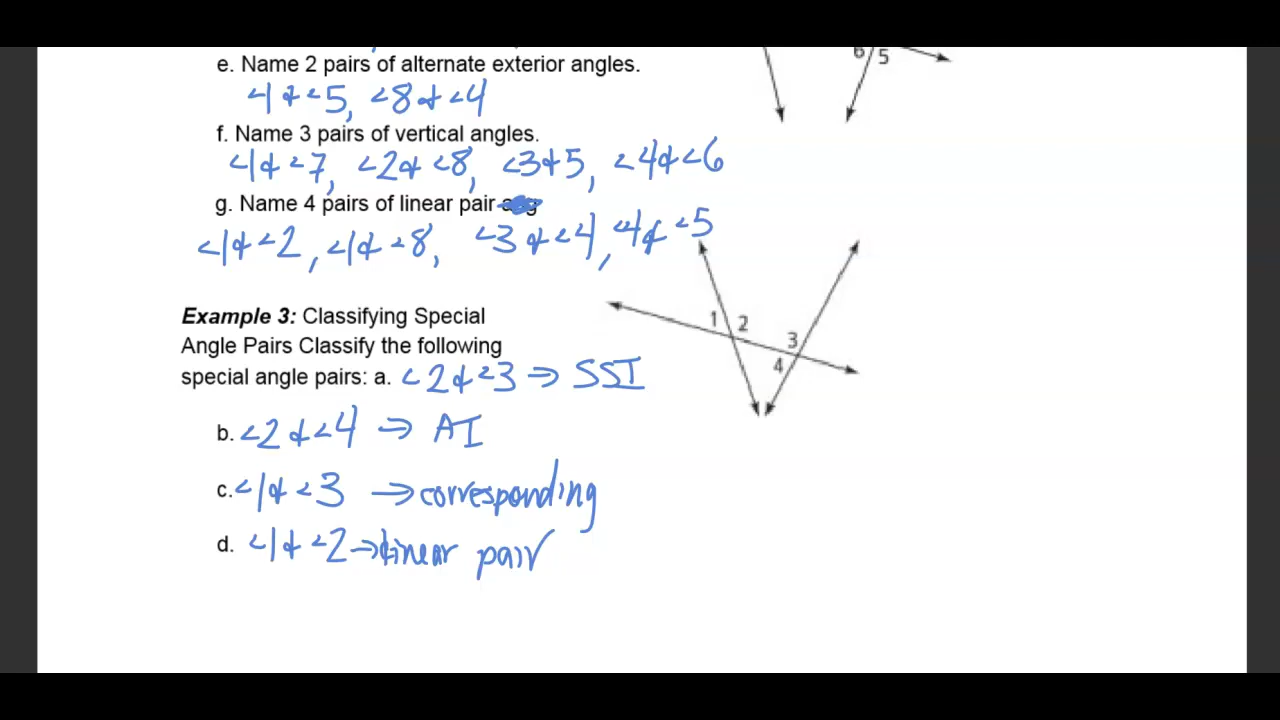 e. Name 2 pairs of alternate exterior angles.
<1 & <5, <8 & <4
f. Name 3 pairs of vertical angles.
<1 & <7, <2 & <8, <3 & 5, <4 & <6
g. Name 4 pairs of linear pair
<1 & <2, <1 & <8, <3 & <4, 4 & <5
6 5
Example 3: Classifying Special
Angle Pairs Classify the following
special angle pairs: a. <2 & <3 ⇒ SSI
b. <2 & <4 ⇒ AI
c. <1 & <3 → corresponding
d. <1 & <2 → linear pair
1 2
3
4